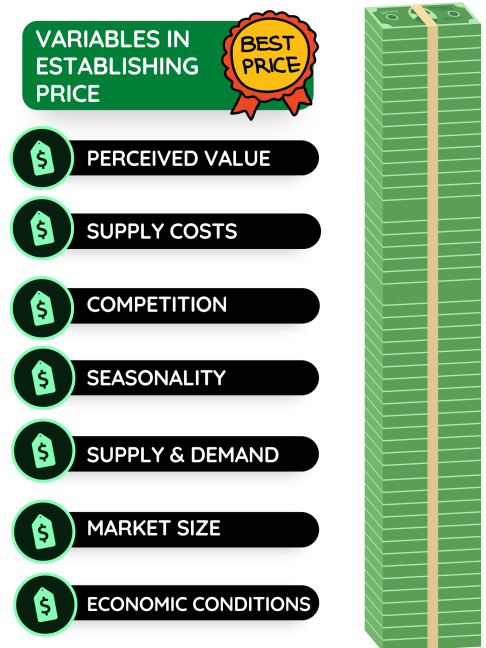 VARIABLES IN
ESTABLISHING
PRICE
BEST
PRICE
PERCEIVED VALUE
SUPPLY COSTS
COMPETITION
SEASONALITY
SUPPLY & DEMAND
MARKET SIZE
ECONOMIC CONDITIONS